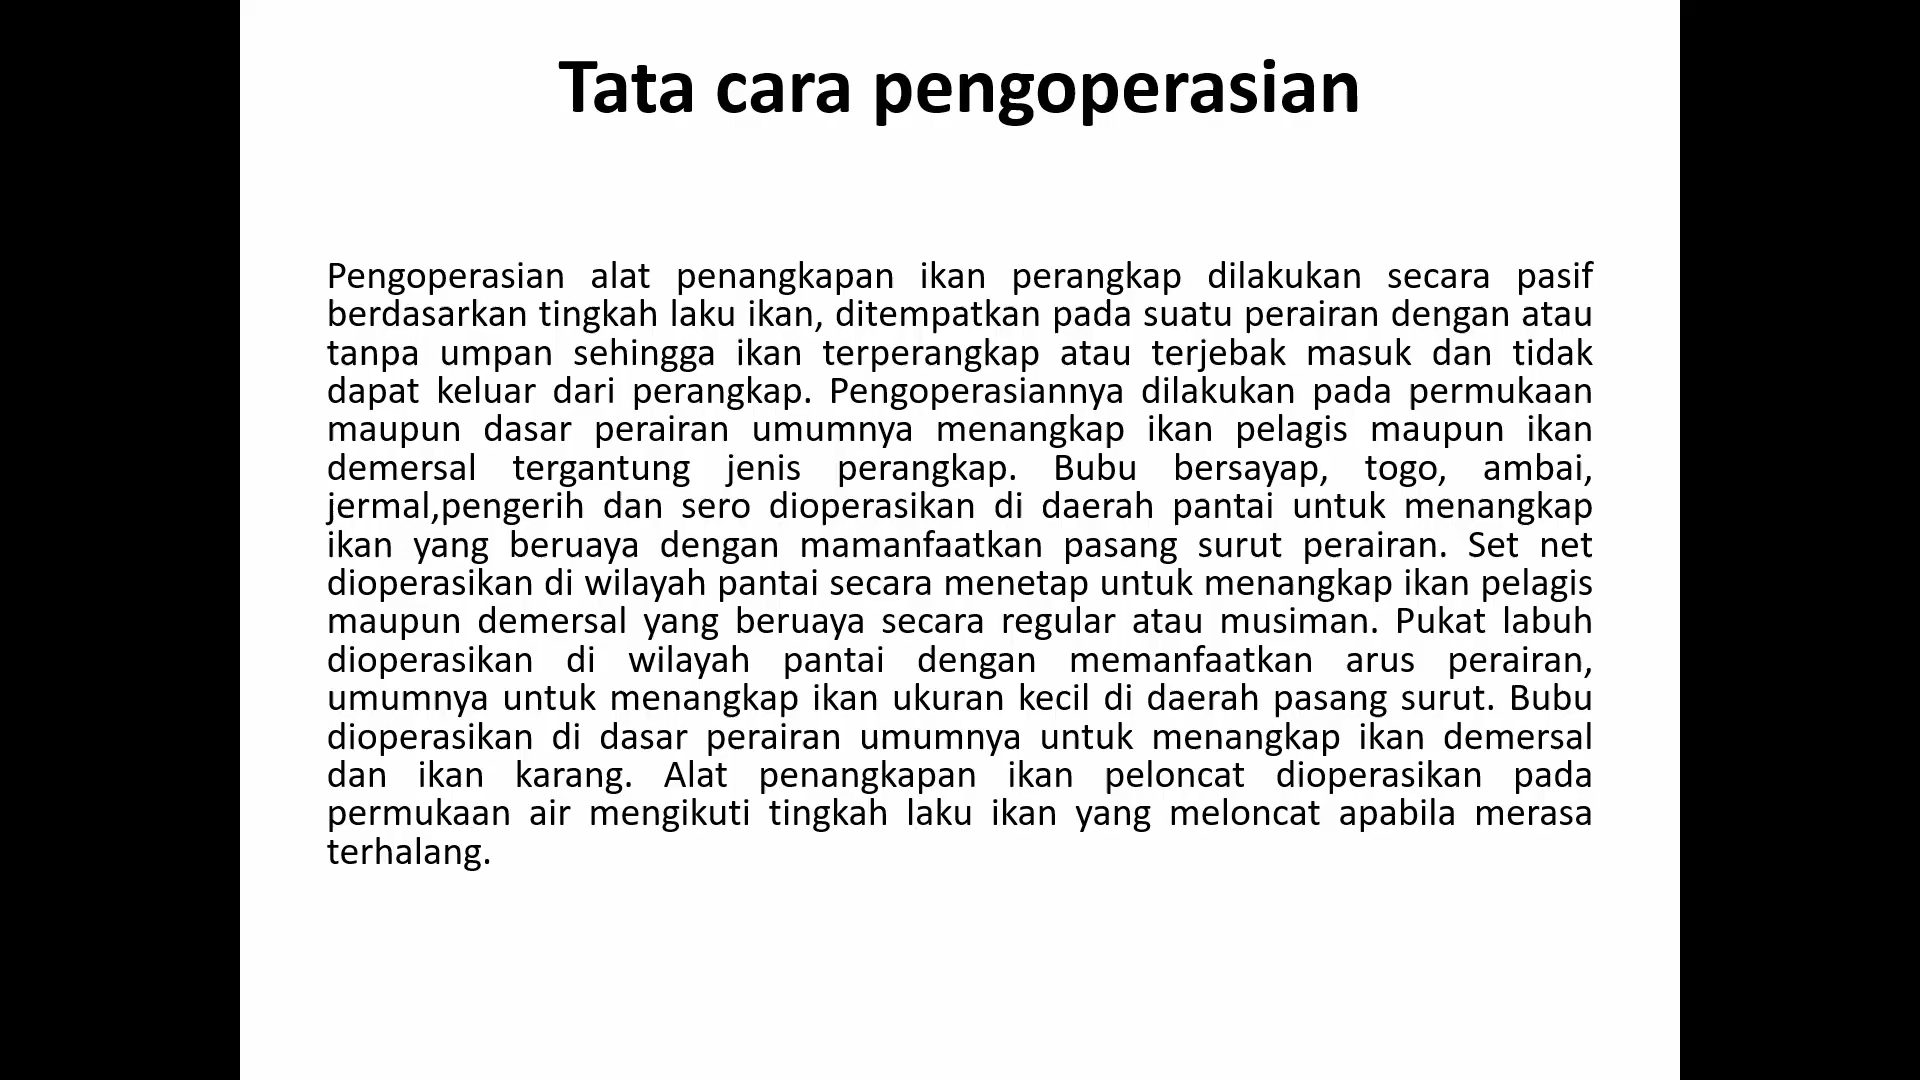 Tata cara pengoperasian
Pengoperasian alat penangkapan ikan perangkap dilakukan secara pasif
berdasarkan tingkah laku ikan, ditempatkan pada suatu perairan dengan atau
tanpa umpan sehingga ikan terperangkap atau terjebak masuk dan tidak
dapat keluar dari perangkap. Pengoperasiannya dilakukan pada permukaan
maupun dasar perairan umumnya menangkap ikan pelagis maupun ikan
demersal tergantung jenis perangkap. Bubu bersayap, togo, ambai,
jermal,pengerih dan sero dioperasikan di daerah pantai untuk menangkap
ikan yang beruaya dengan mamanfaatkan pasang surut perairan. Set net
dioperasikan di wilayah pantai secara menetap untuk menangkap ikan pelagis
maupun demersal yang beruaya secara regular atau musiman. Pukat labuh
dioperasikan di wilayah pantai dengan memanfaatkan arus perairan,
umumnya untuk menangkap ikan ukuran kecil di daerah pasang surut. Bubu
dioperasikan di dasar perairan umumnya untuk menangkap ikan demersal
dan ikan karang. Alat penangkapan ikan peloncat dioperasikan pada
permukaan air mengikuti tingkah laku ikan yang meloncat apabila merasa
terhalang.